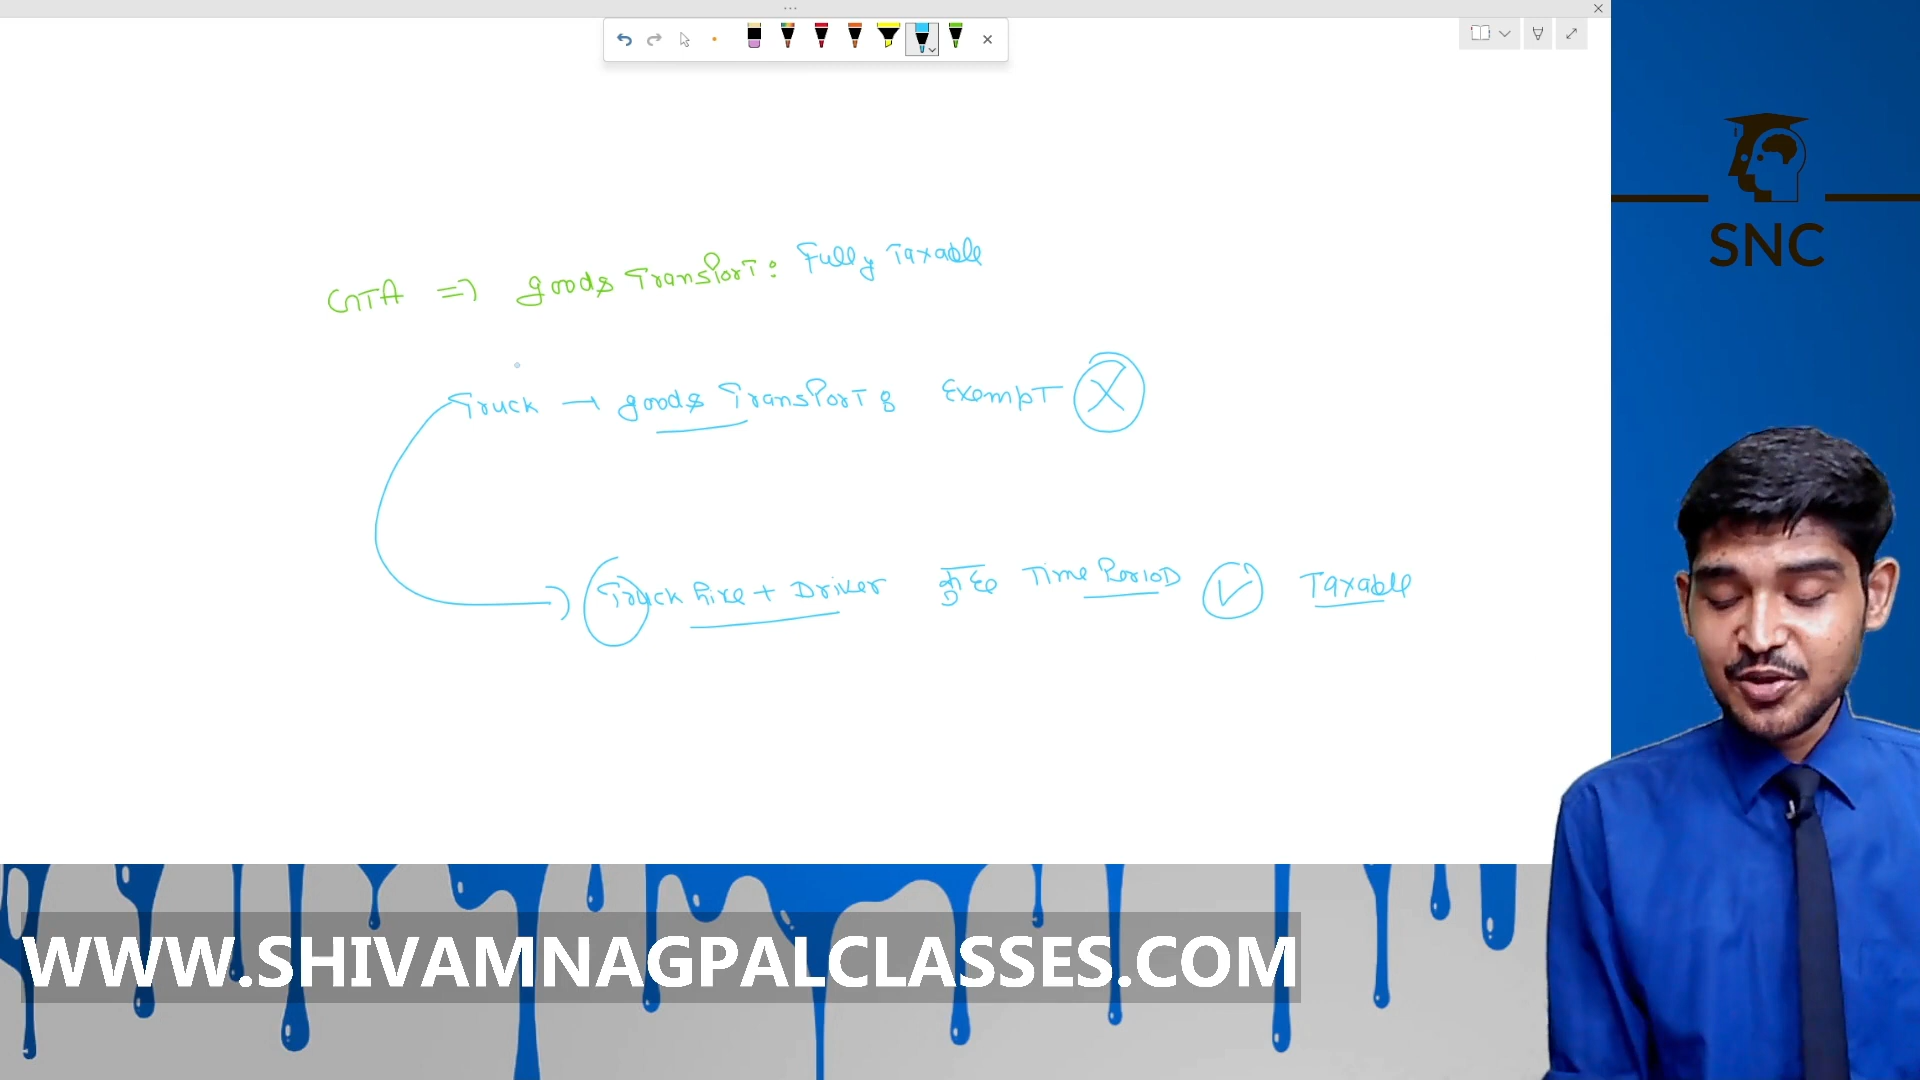 SNC
GTA => goods Transport: Fully Taxable
Truck → goods Transport: Exempt X
Truck hire + Driver Time Period ✓ Taxable
WWW.SHIVAMNAGPALCLASSES.COM